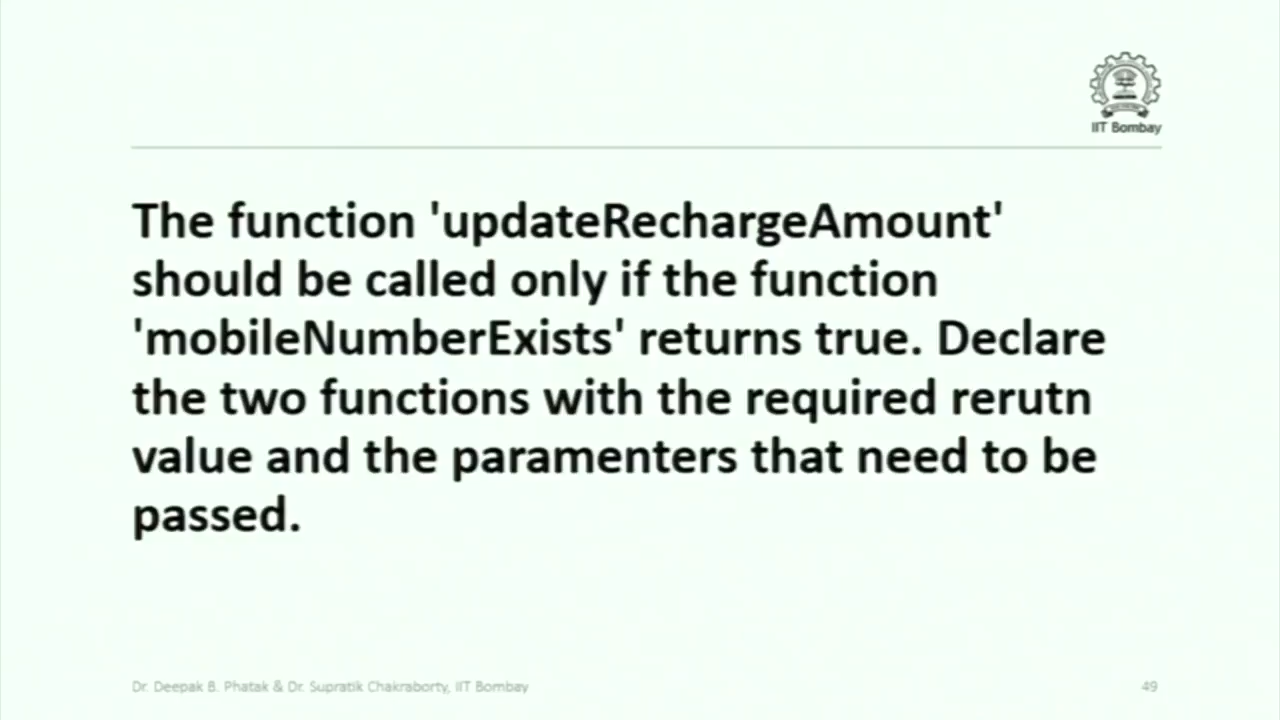 IIT Bombay
The function 'updateRechargeAmount'
should be called only if the function
'mobileNumberExists' returns true. Declare
the two functions with the required rerutn
value and the paramenters that need to be
passed.
Dr. Deepak B. Phatak & Dr. Supratik Chakraborty, IIT Bombay
49